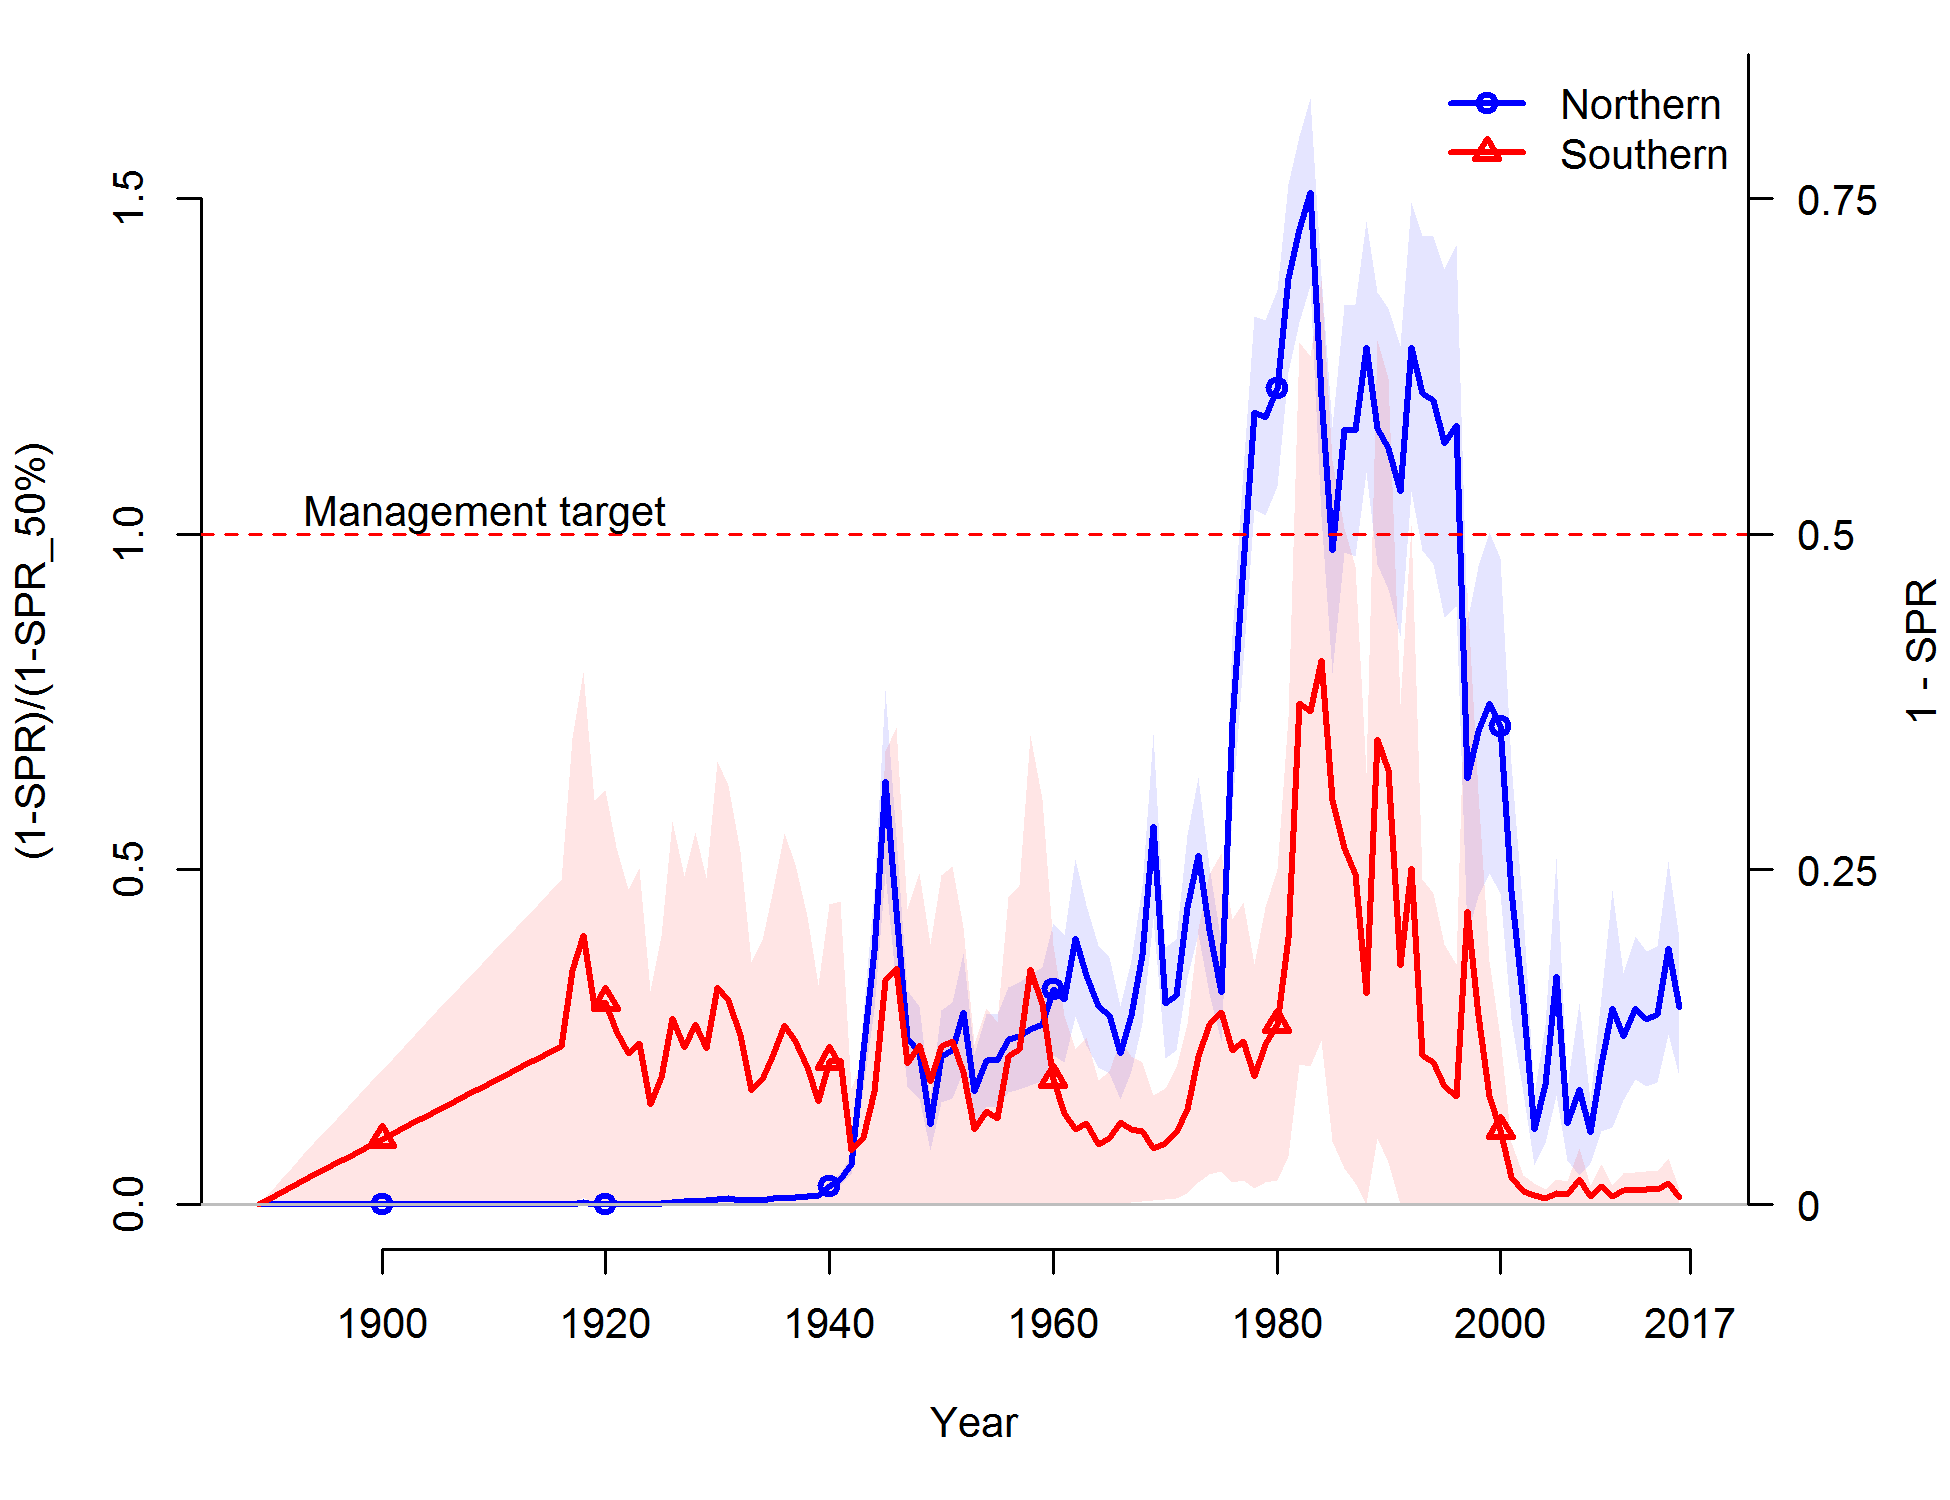 Northern
Southern
Management target
(1-SPR)/(1-SPR_50%)
0.0
0.5
1.0
1.5
0
0.25
0.5
0.75
1 - SPR
1900
1920
1940
1960
1980
2000
2017
Year